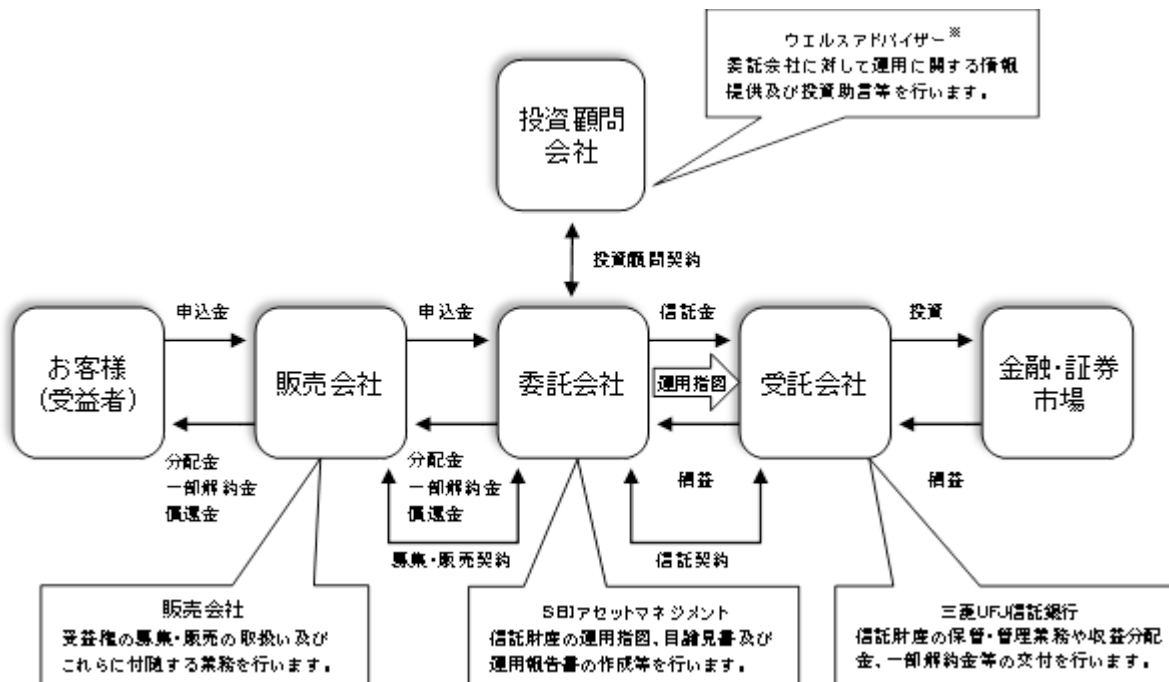 ウエルスアドバイザー※
委託会社に対して運用に関する情報
提供及び投資助言等を行います。
投資顧問
会社
投資顧問契約
申込金
申込金
信託金
投資
お客様
(受益者)
販売会社
委託会社
運用指図
受託会社
金融・証券
市場
分配金
一部解約金
償還金
分配金
一部解約金
償還金
損益
損益
募集・販売契約
信託契約
販売会社
受益権の募集・販売の取扱い及び
これらに付随する業務を行います。
SBIアセットマネジメント
信託財産の運用指図、目論見書及び
運用報告書の作成等を行います。
三菱UFJ信託銀行
信託財産の保管・管理業務や収益分配
金、一部解約金等の交付を行います。